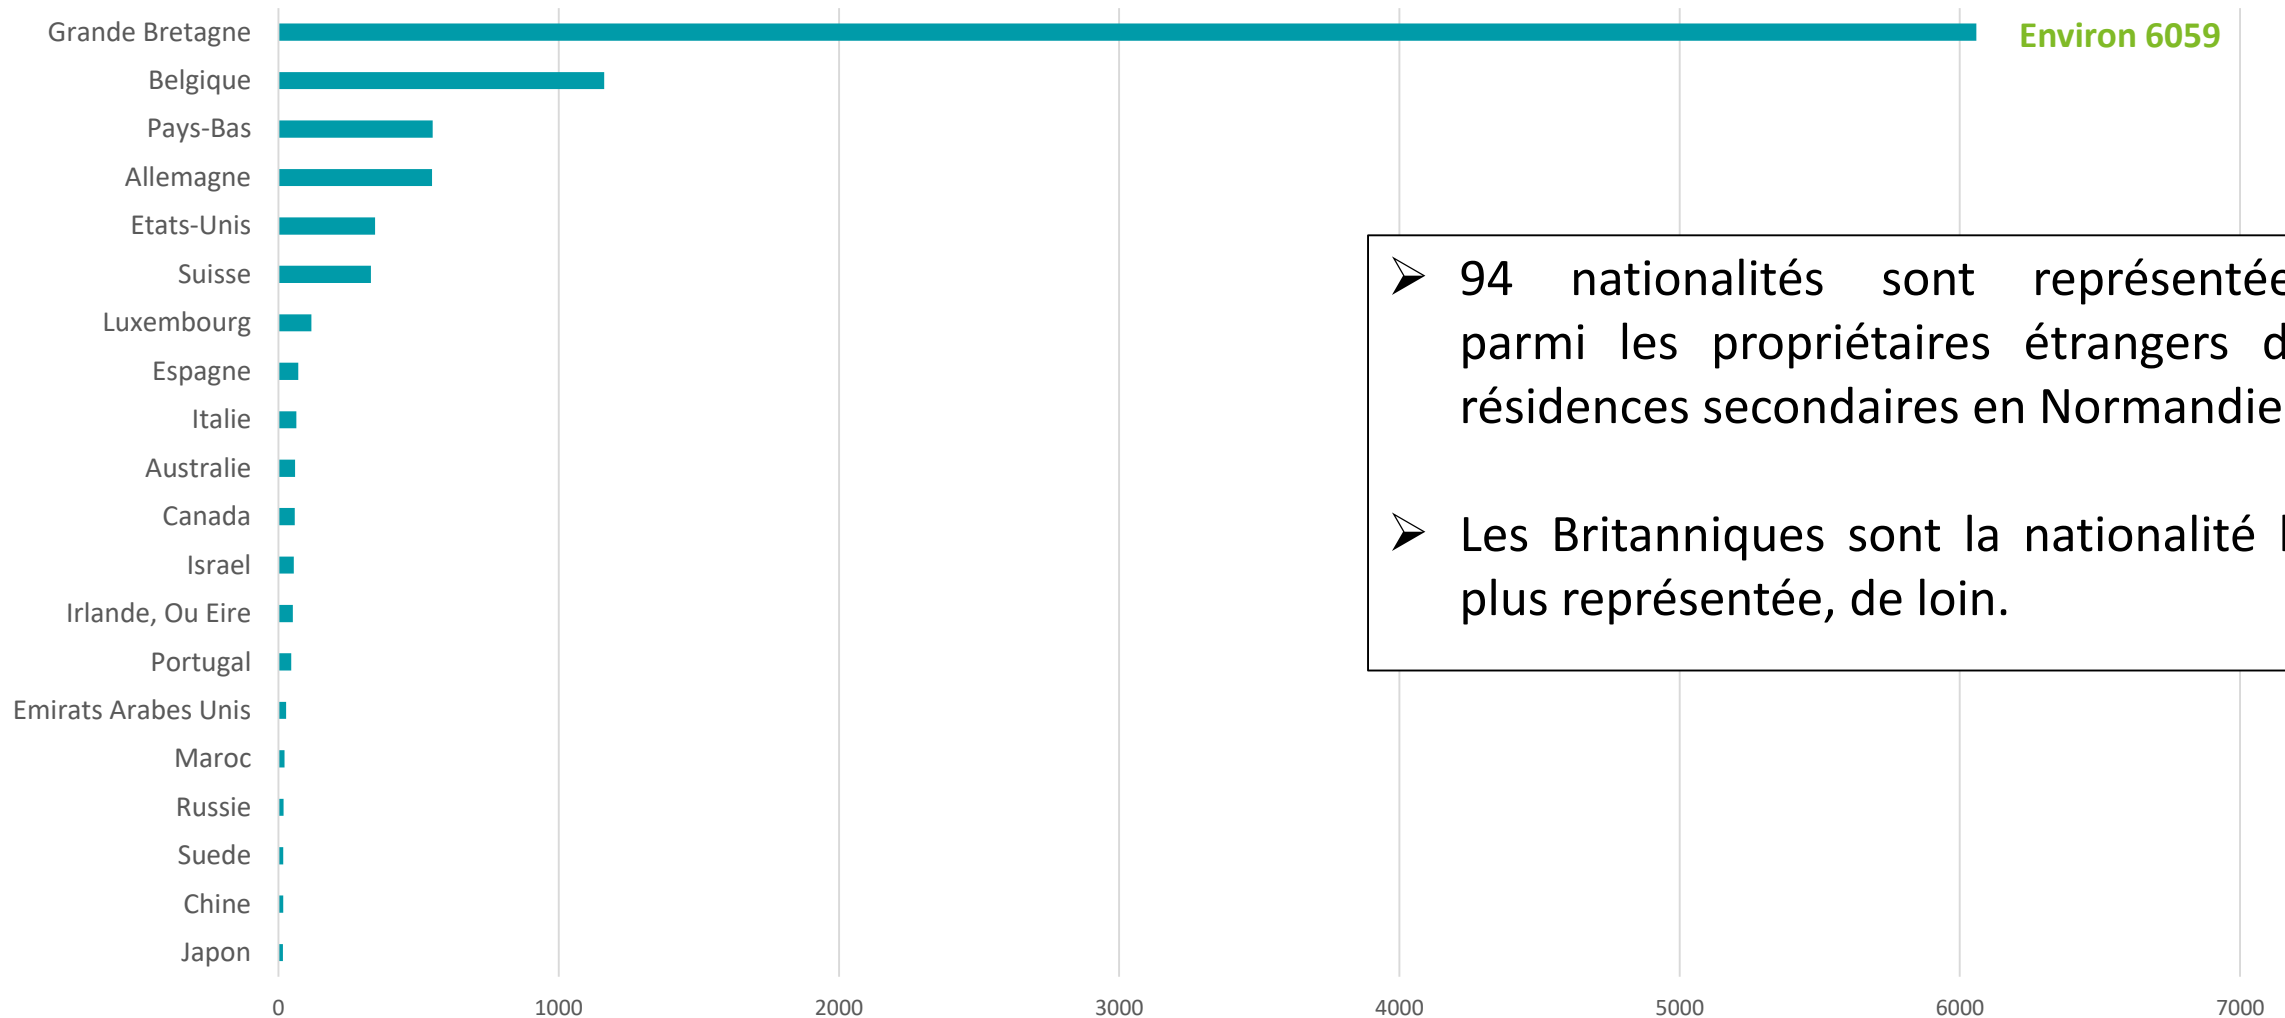 Grande Bretagne
Environ 6059
Belgique
Pays-Bas
Allemagne
Etats-Unis
Suisse
Luxembourg
Espagne
Italie
Australie
Canada
Israel
Irlande, Ou Eire
Portugal
Emirats Arabes Unis
Maroc
Russie
Suede
Chine
Japon
0 1000 2000 3000 4000 5000 6000 7000
➢ 94 nationalités sont représentée
parmi les propriétaires étrangers d
résidences secondaires en Normandie
➢ Les Britanniques sont la nationalité
plus représentée, de loin.